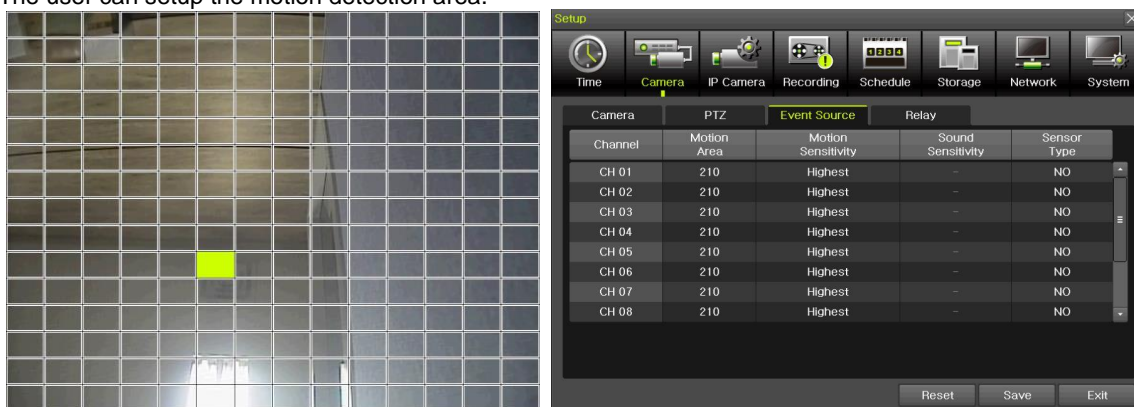 The user can setup the motion detection area.
Setup
Time Camera IP Camera Recording Schedule Storage Network System
Camera PTZ Event Source Relay
Channel Motion Area Motion Sensitivity Sound Sensitivity Sensor Type
CH 01 210 Highest - NO
CH 02 210 Highest - NO
CH 03 210 Highest - NO
CH 04 210 Highest - NO
CH 05 210 Highest - NO
CH 06 210 Highest - NO
CH 07 210 Highest - NO
CH 08 210 Highest - NO
Reset Save Exit